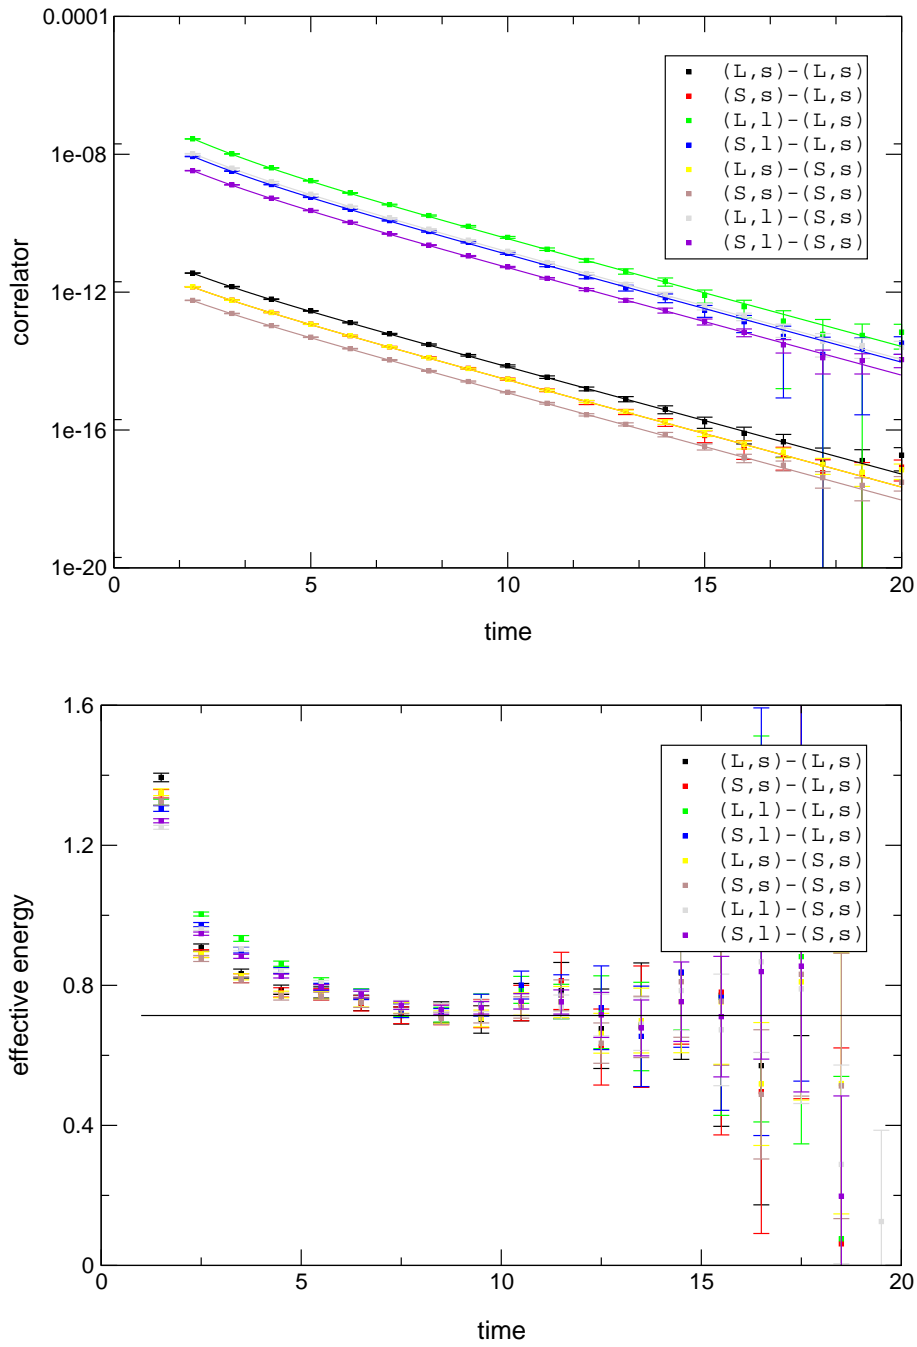 0.0001
(L,s)-(L,s)
(S,s)-(L,s)
(L,l)-(L,s)
(S,l)-(L,s)
(L,s)-(S,s)
(S,s)-(S,s)
(L,l)-(S,s)
(S,l)-(S,s)
1e-08
correlator
1e-12
1e-16
1e-20
0 5 10 15 20
time
1.6
(L,s)-(L,s)
(S,s)-(L,s)
(L,l)-(L,s)
(S,l)-(L,s)
(L,s)-(S,s)
(S,s)-(S,s)
(L,l)-(S,s)
(S,l)-(S,s)
1.2
effective energy
0.8
0.4
0
0 5 10 15 20
time